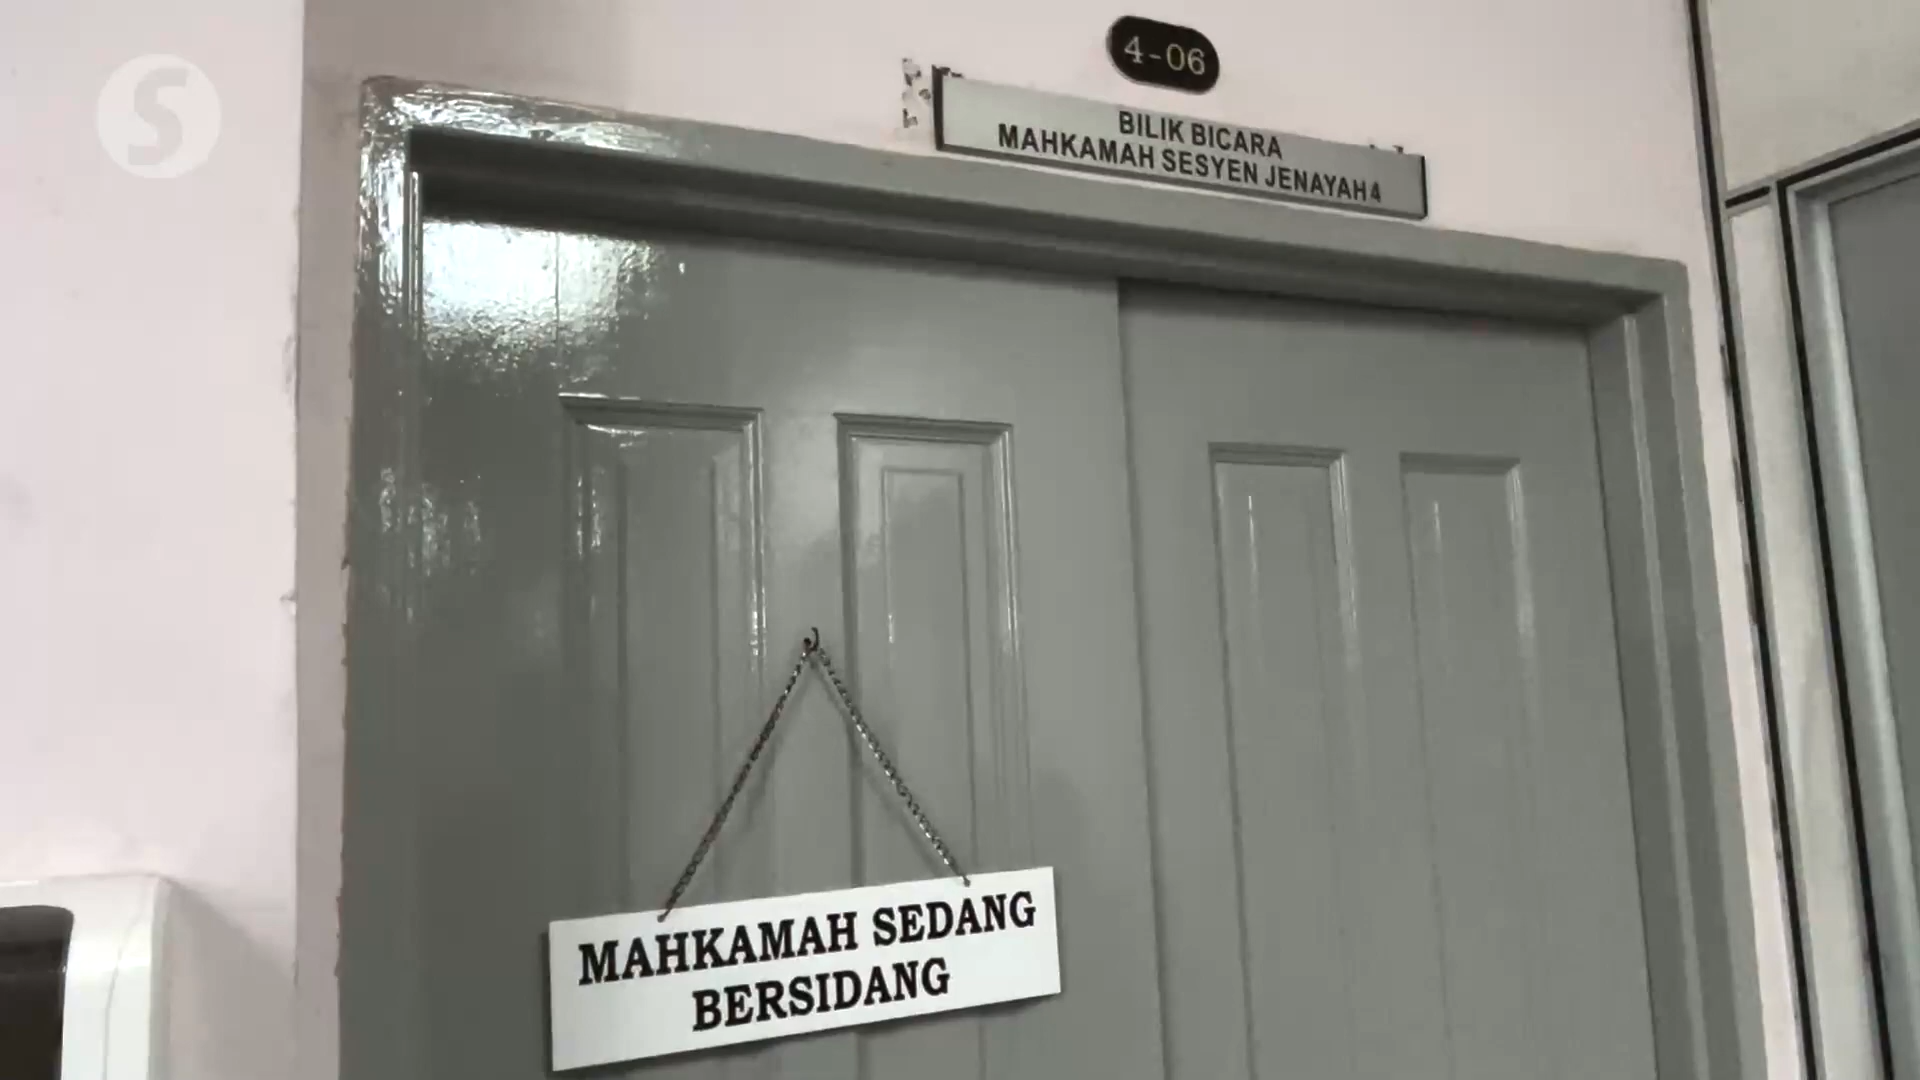 S
4-06
BILIK BICARA
MAHKAMAH SESYEN JENAYAH 4
MAHKAMAH SEDANG
BERSIDANG